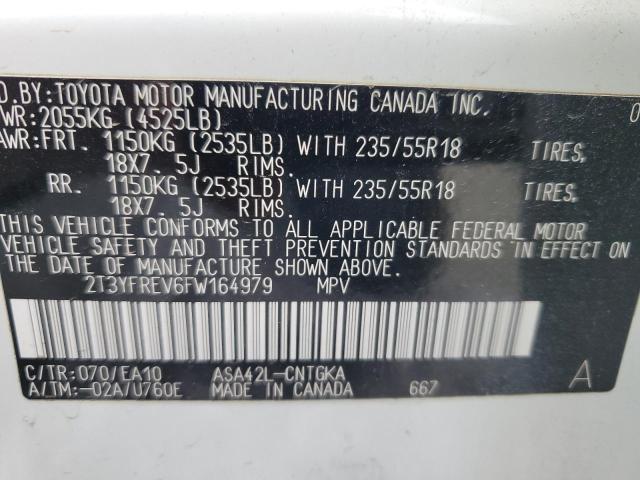 D. BY: TOYOTA MOTOR MANUFACTURING CANADA INC.
WR: 2055KG (4525LB)
AWR: FRT. 1150KG (2535LB) WITH 235/55R18 TIRES.
18X7. 5J RIMS.
RR. 1150KG (2535LB) WITH 235/55R18 TIRES.
18X7. 5J RIMS.
THIS VEHICLE CONFORMS TO ALL APPLICABLE FEDERAL MOTOR
VEHICLE SAFETY AND THEFT PREVENTION STANDARDS IN EFFECT ON
THE DATE OF MANUFACTURE SHOWN ABOVE.
2T3YFREV6FW164979 MPV
C/TR: 070/EA10 ASA42L-CNTGKA
A/TM: -02A/U760E MADE IN CANADA 667 A